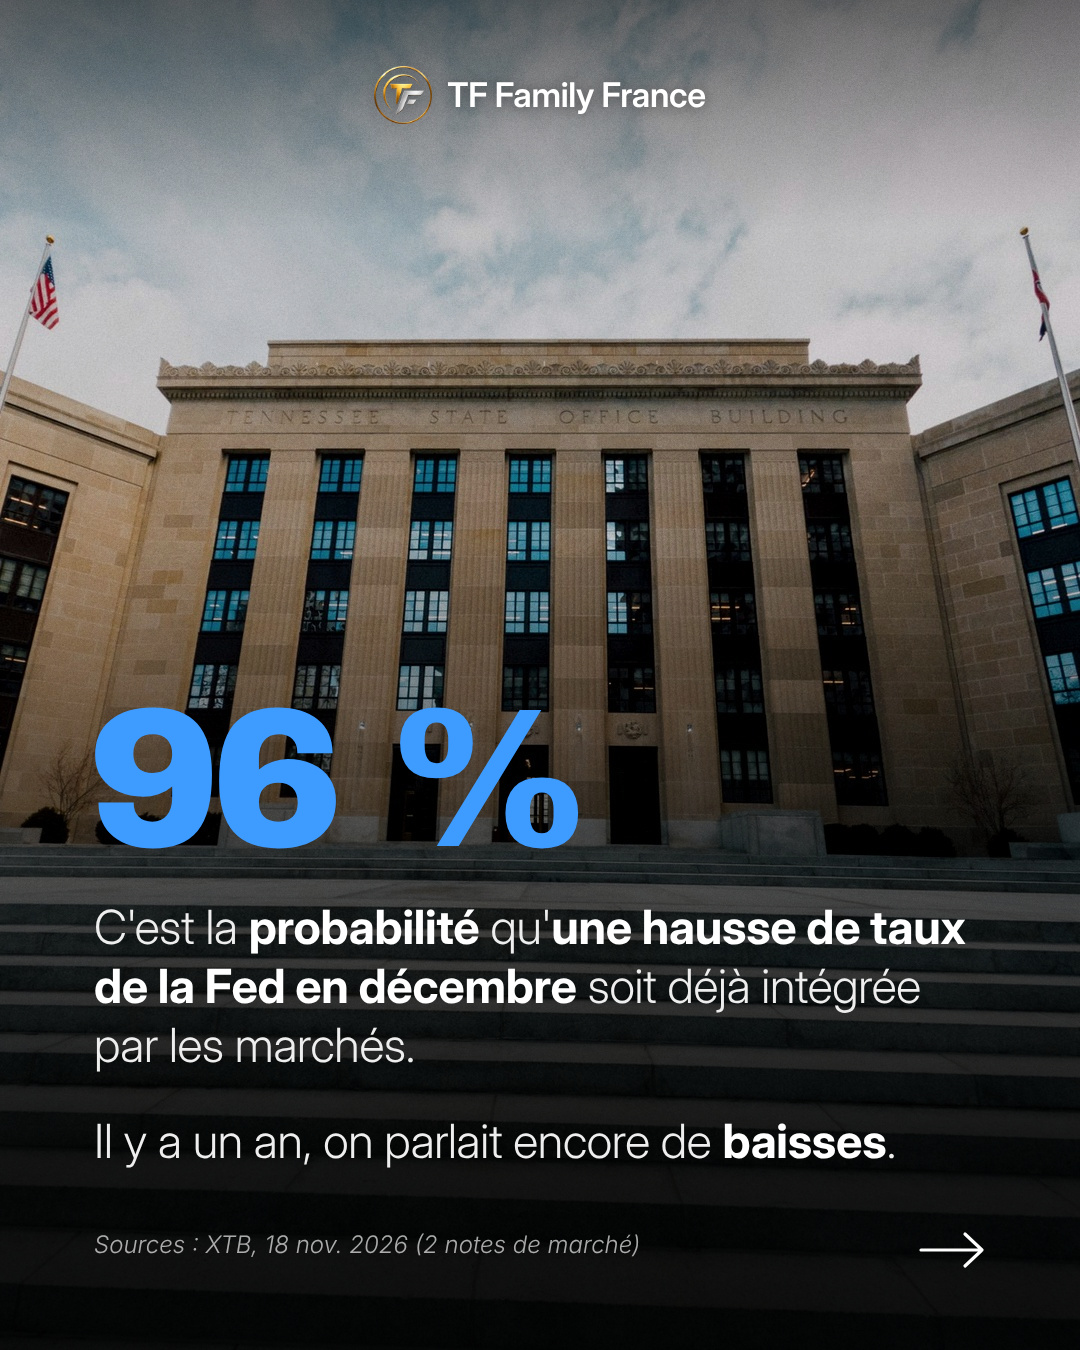 TF Family France
TENNESSEE STATE OFFICE BUILDING
96 %
C'est la probabilité qu'une hausse de taux
de la Fed en décembre soit déjà intégrée
par les marchés.
Il y a un an, on parlait encore de baisses.
Sources : XTB, 18 nov. 2026 (2 notes de marché)